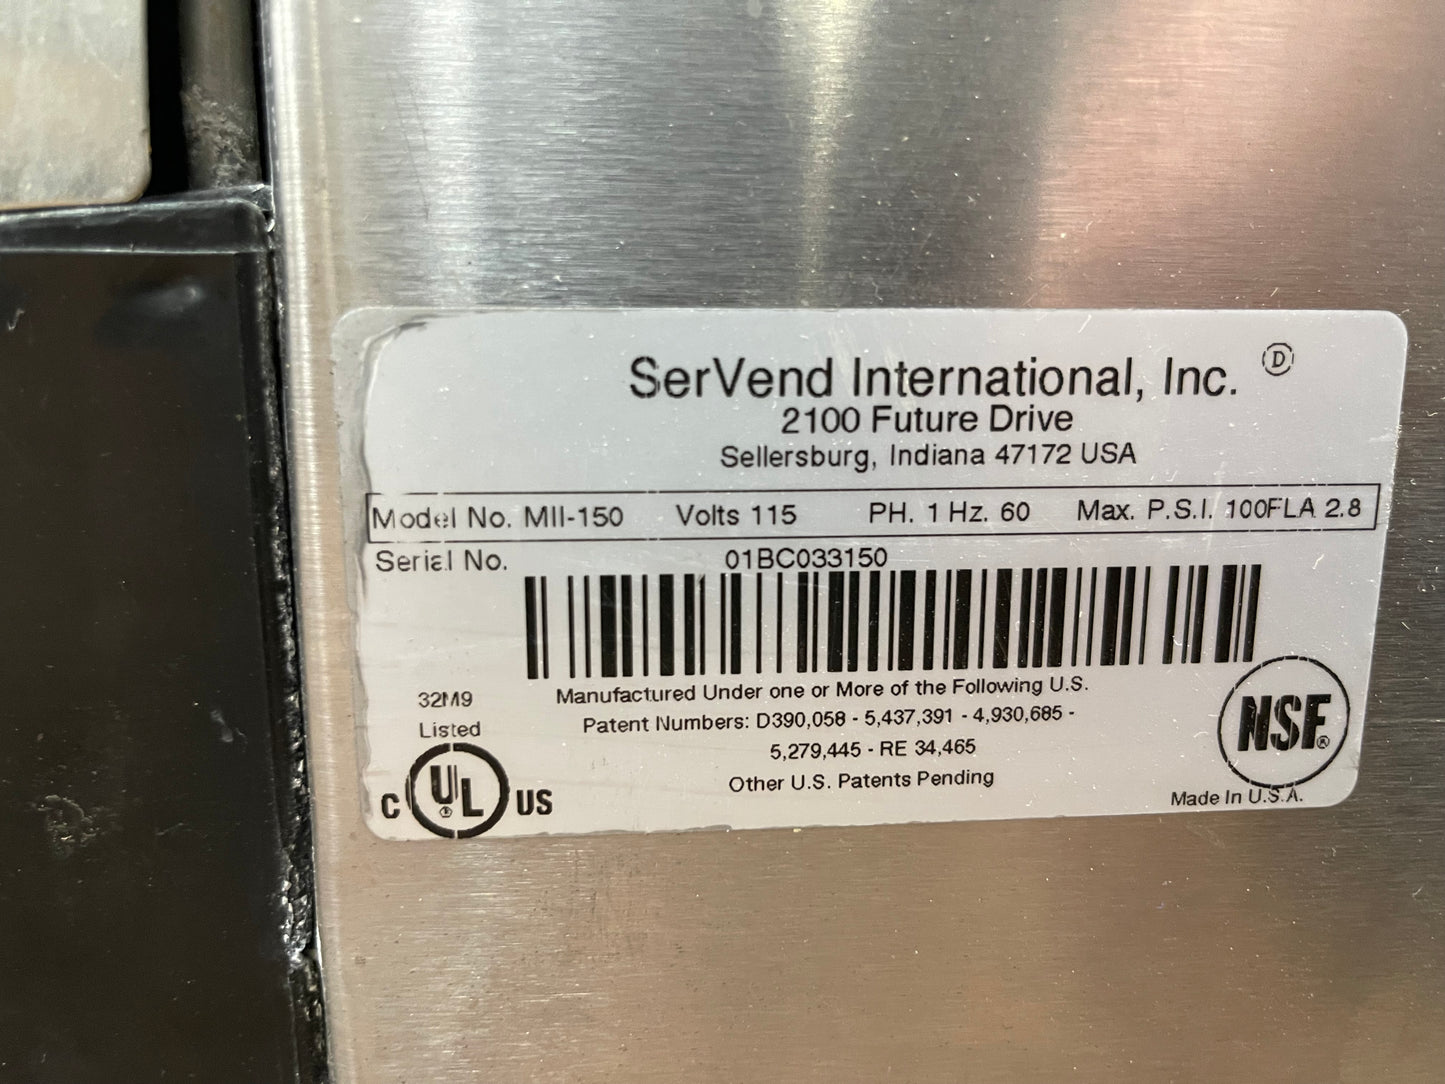 SerVend International, Inc. Ⓓ
2100 Future Drive
Sellersburg, Indiana 47172 USA
Model No. MII-150 Volts 115 PH. 1 Hz. 60 Max. P.S.I. 100FLA 2.8
Serial No. 01BC033150
Manufactured Under one or More of the Following U.S.
Patent Numbers: D390,058 - 5,437,391 - 4,930,685 -
5,279,445 - RE 34,465
Other U.S. Patents Pending
32M9
Listed
C UL® US
NSF®
Made In U.S.A.